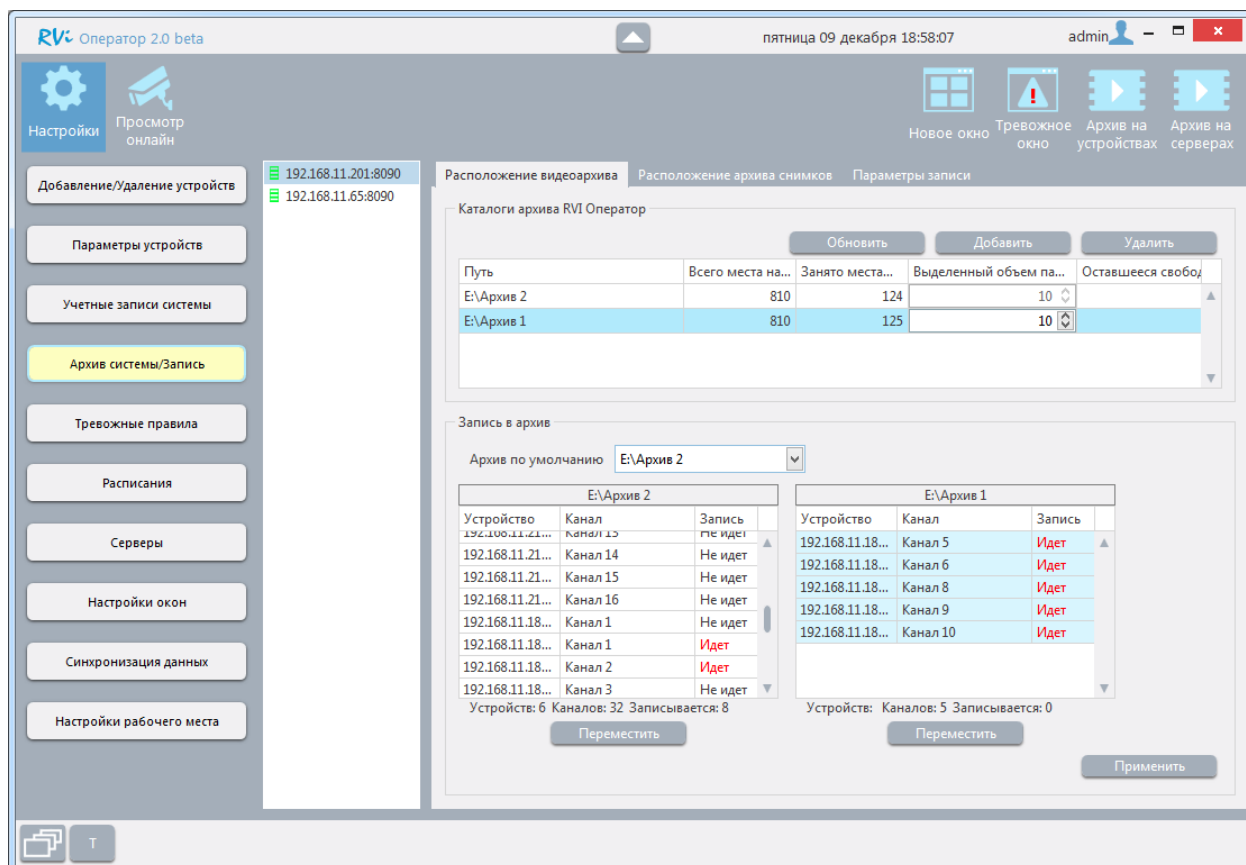 RVi Оператор 2.0 beta
пятница 09 декабря 18:58:07
admin
Настройки
Просмотр
онлайн
Новое окно
Тревожное
окно
Архив на
устройствах
Архив на
серверах
Добавление/Удаление устройств
Параметры устройств
Учетные записи системы
Архив системы/Запись
Тревожные правила
Расписания
Серверы
Настройки окон
Синхронизация данных
Настройки рабочего места
192.168.11.201:8090
192.168.11.65:8090
Расположение видеоархива Расположение архива снимков Параметры записи
Каталоги архива RVI Оператор
Обновить Добавить Удалить
Путь Всего места на... Занято места... Выделенный объем па... Оставшееся свобод
E:\Архив 2 810 124 10
E:\Архив 1 810 125 10
Запись в архив
Архив по умолчанию E:\Архив 2
E:\Архив 2
Устройство Канал Запись
192.168.11.21... Канал 13 Не идет
192.168.11.21... Канал 14 Не идет
192.168.11.21... Канал 15 Не идет
192.168.11.21... Канал 16 Не идет
192.168.11.18... Канал 1 Не идет
192.168.11.18... Канал 1 Идет
192.168.11.18... Канал 2 Идет
192.168.11.18... Канал 3 Не идет
Устройств: 6 Каналов: 32 Записывается: 8
Переместить
E:\Архив 1
Устройство Канал Запись
192.168.11.18... Канал 5 Идет
192.168.11.18... Канал 6 Идет
192.168.11.18... Канал 8 Идет
192.168.11.18... Канал 9 Идет
192.168.11.18... Канал 10 Идет
Устройств: Каналов: 5 Записывается: 0
Переместить
Применить
T